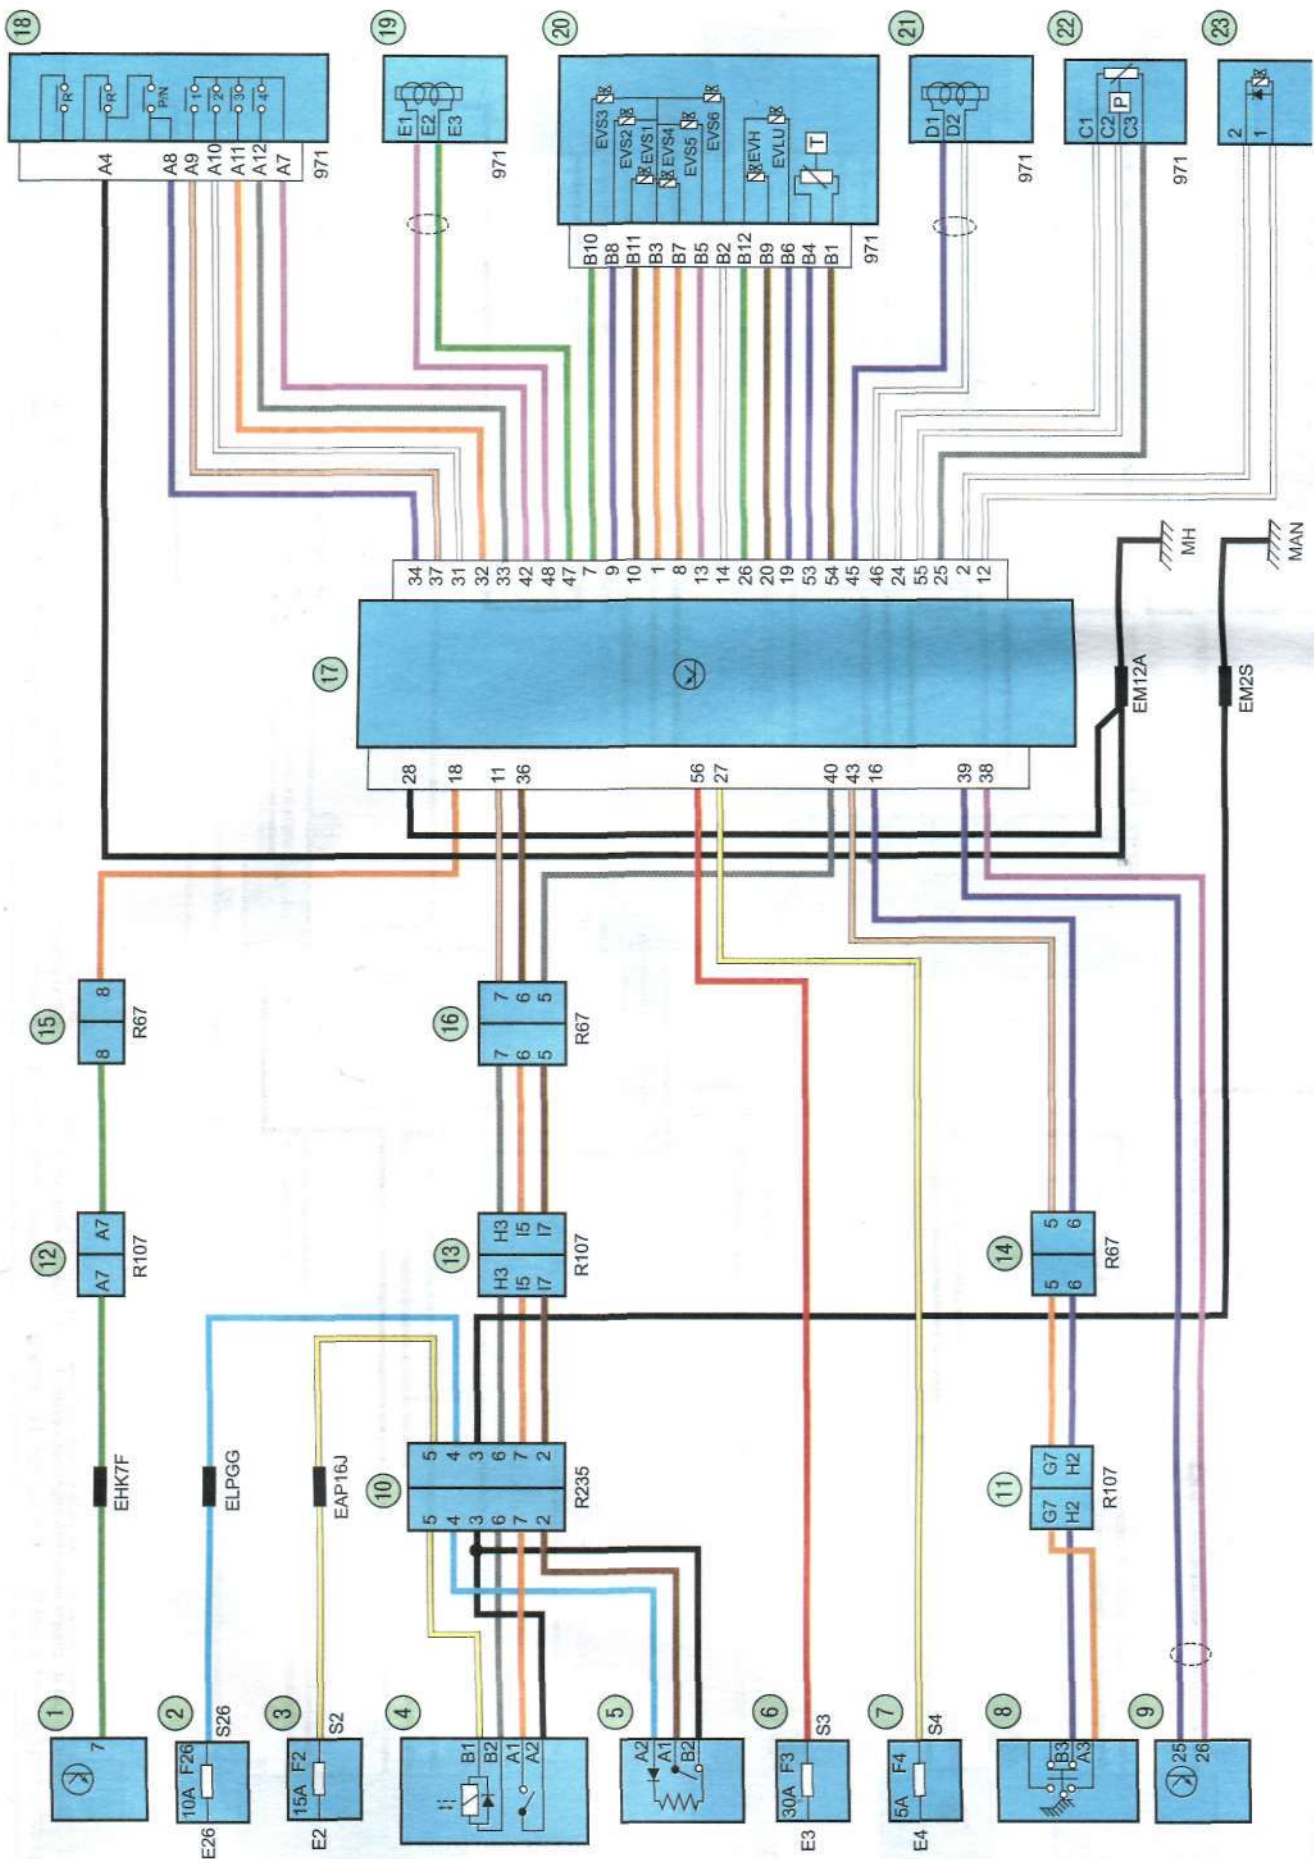 1
7
EHK7F
2
10A F26
S26
E26
ELPGG
3
15A F2
S2
E2
EAP16J
4
B1
B2
A1
A2
5
A2
A1
B2
6
30A F3
S3
E3
7
5A F4
S4
E4
8
B3
A3
9
25
26
10
5 5
4 4
3 3
6 6
7 7
2 2
R235
11
G7 G7
H2 H2
R107
12
A7 A7
R107
13
H3 H3
I5 I5
I7 I7
R107
14
5 5
6 6
R67
15
8 8
R67
16
7 7
6 6
5 5
R67
17
28
18
11
36
56
27
40
43
16
39
38
34
37
31
32
33
42
48
47
7
9
10
1
8
13
14
26
20
19
53
54
45
46
24
55
25
2
12
EM12A
MH
EM2S
MAN
18
A4
A8
A9
A10
A11
A12
A7
R
R
P/N
1
2
3
4
971
19
E1
E2
E3
971
20
B10
B8
B11
B3
B7
B5
B2
B12
B9
B6
B4
B1
EVS3
EVS2
EVS1
EVS4
EVS5
EVS6
EVH
EVLU
T
971
21
D1
D2
971
22
C1
C2
C3
P
971
23
2
1